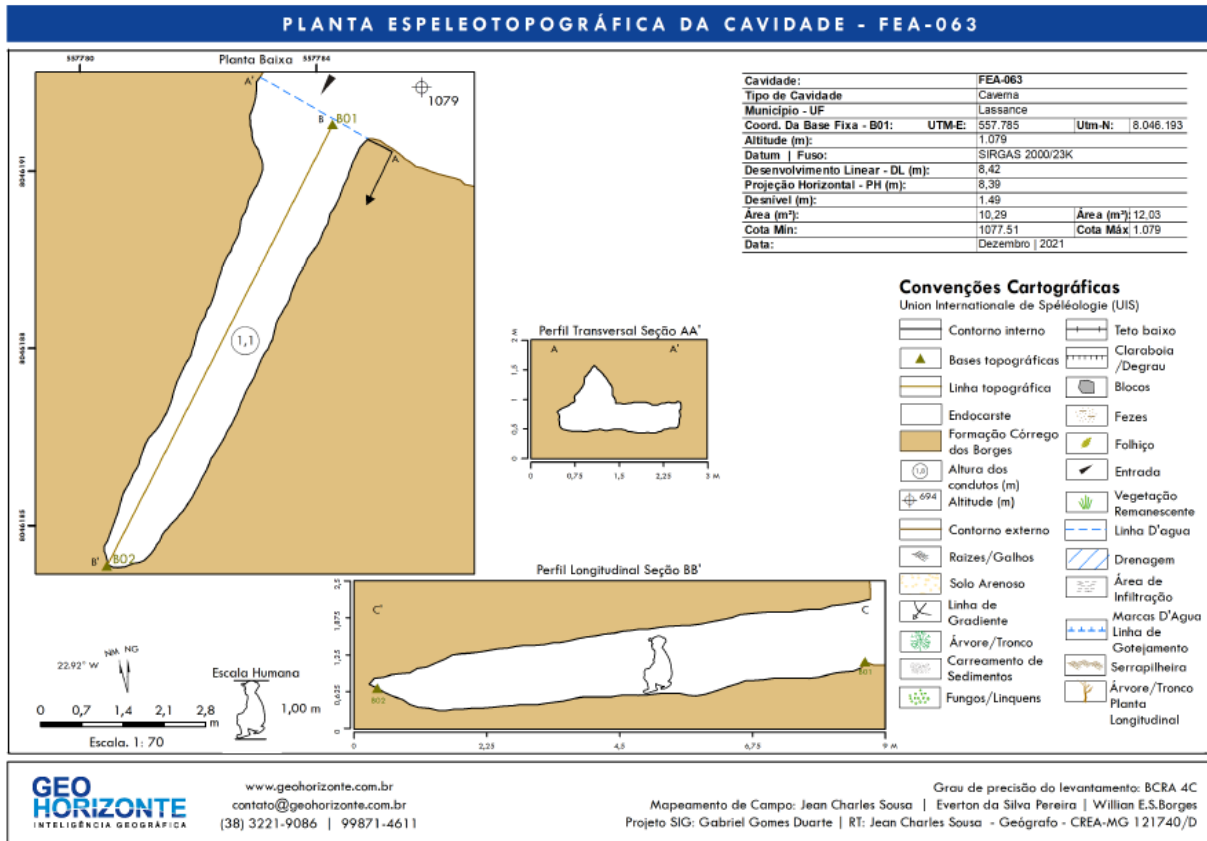 PLANTA ESPELEOTOPOGRÁFICA DA CAVIDADE - FEA-063
557780 Planta Baixa 557784
A'
1079
B B01
A
8046191
8046188
1,1
8046185
B' B02
Cavidade: FEA-063
Tipo de Cavidade Caverna
Município - UF Lassance
Coord. Da Base Fixa - B01: UTM-E: 557.785 Utm-N: 8.046.193
Altitude (m): 1.079
Datum | Fuso: SIRGAS 2000/23K
Desenvolvimento Linear - DL (m): 8,42
Projeção Horizontal - PH (m): 8,39
Desnível (m): 1.49
Área (m²): 10,29 Área (m³): 12,03
Cota Mín: 1077.51 Cota Máx 1.079
Data: Dezembro | 2021
Perfil Transversal Seção AA'
2 M
A A'
1,5
1
0,5
0
0 0,75 1,5 2,25 3 M
Convenções Cartográficas
Union Internationale de Spéléologie (UIS)
Contorno interno
Bases topográficas
Linha topográfica
Endocarste
Formação Córrego
dos Borges
1,8
Altura dos
condutos (m)
694
Altitude (m)
Contorno externo
Raizes/Galhos
Solo Arenoso
Linha de
Gradiente
Árvore/Tronco
Carreamento de
Sedimentos
Fungos/Linquens
Teto baixo
Claraboia
/Degrau
Blocos
Fezes
Folhiço
Entrada
Vegetação
Remanescente
Linha D'agua
Drenagem
Área de
Infiltração
Marcas D'Agua
Linha de
Gotejamento
Serrapilheira
Árvore/Tronco
Planta
Longitudinal
Perfil Longitudinal Seção BB'
2,5
C' C
1,875
1,25
B01
0,625
B02
0
0 2,25 4,5 6,75 9 M
NM NG
22.92° W
Escala Humana
1,00 m
0 0,7 1,4 2,1 2,8
m
Escala. 1: 70
GEO
HORIZONTE
INTELIGÊNCIA GEOGRÁFICA
www.geohorizonte.com.br
contato@geohorizonte.com.br
(38) 3221-9086 | 99871-4611
Grau de precisão do levantamento: BCRA 4C
Mapeamento de Campo: Jean Charles Sousa | Everton da Silva Pereira | Willian E.S.Borges
Projeto SIG: Gabriel Gomes Duarte | RT: Jean Charles Sousa - Geógrafo - CREA-MG 121740/D